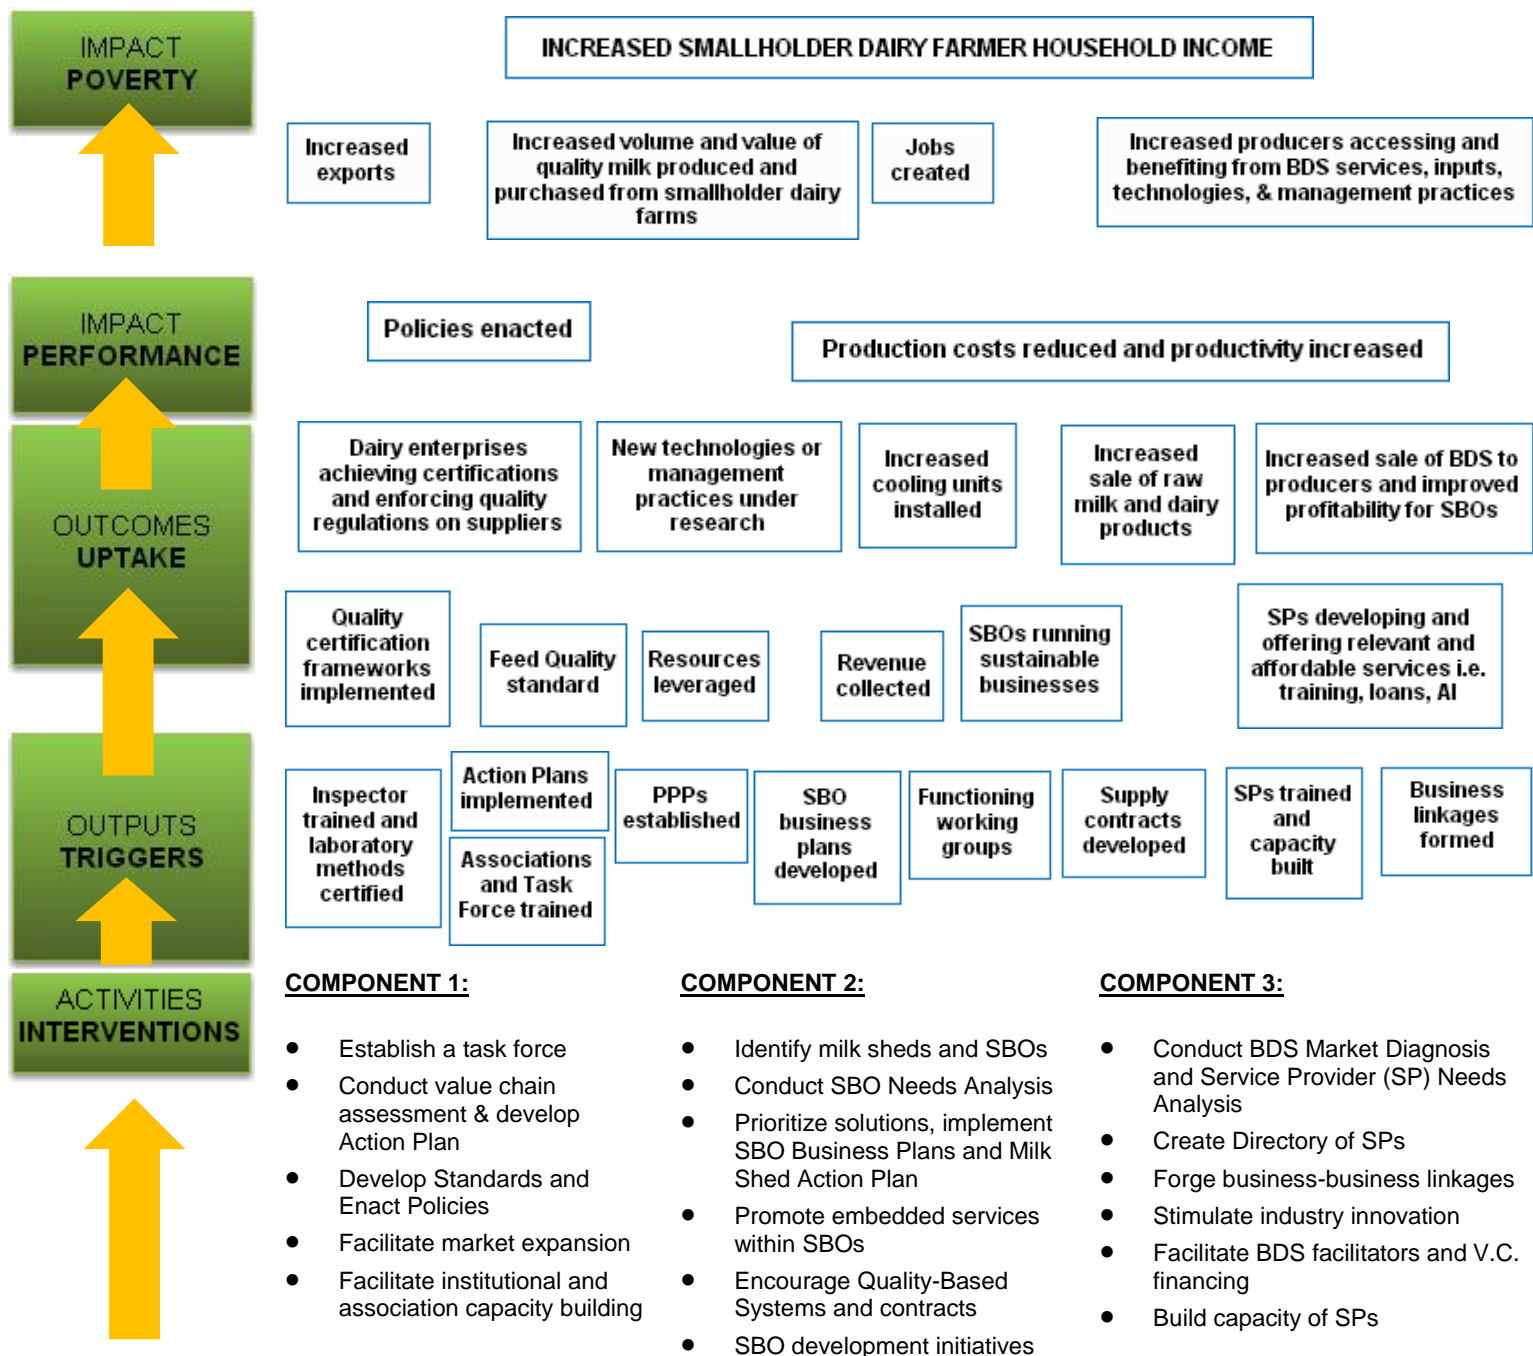 IMPACT
POVERTY
INCREASED SMALLHOLDER DAIRY FARMER HOUSEHOLD INCOME
Increased
exports
Increased volume and value of
quality milk produced and
purchased from smallholder dairy
farms
Jobs
created
Increased producers accessing and
benefiting from BDS services, inputs,
technologies, & management practices
IMPACT
PERFORMANCE
Policies enacted
Production costs reduced and productivity increased
OUTCOMES
UPTAKE
Dairy enterprises
achieving certifications
and enforcing quality
regulations on suppliers
New technologies or
management
practices under
research
Increased
cooling units
installed
Increased
sale of raw
milk and dairy
products
Increased sale of BDS to
producers and improved
profitability for SBOs
Quality
certification
frameworks
implemented
Feed Quality
standard
Resources
leveraged
Revenue
collected
SBOs running
sustainable
businesses
SPs developing and
offering relevant and
affordable services i.e.
training, loans, AI
OUTPUTS
TRIGGERS
Inspector
trained and
laboratory
methods
certified
Action Plans
implemented
Associations
and Task
Force trained
PPPs
established
SBO
business
plans
developed
Functioning
working
groups
Supply
contracts
developed
SPs trained
and
capacity
built
Business
linkages
formed
ACTIVITIES
INTERVENTIONS
COMPONENT 1:
• Establish a task force
• Conduct value chain
assessment & develop
Action Plan
• Develop Standards and
Enact Policies
• Facilitate market expansion
• Facilitate institutional and
association capacity building
COMPONENT 2:
• Identify milk sheds and SBOs
• Conduct SBO Needs Analysis
• Prioritize solutions, implement
SBO Business Plans and Milk
Shed Action Plan
• Promote embedded services
within SBOs
• Encourage Quality-Based
Systems and contracts
• SBO development initiatives
COMPONENT 3:
• Conduct BDS Market Diagnosis
and Service Provider (SP) Needs
Analysis
• Create Directory of SPs
• Forge business-business linkages
• Stimulate industry innovation
• Facilitate BDS facilitators and V.C.
financing
• Build capacity of SPs